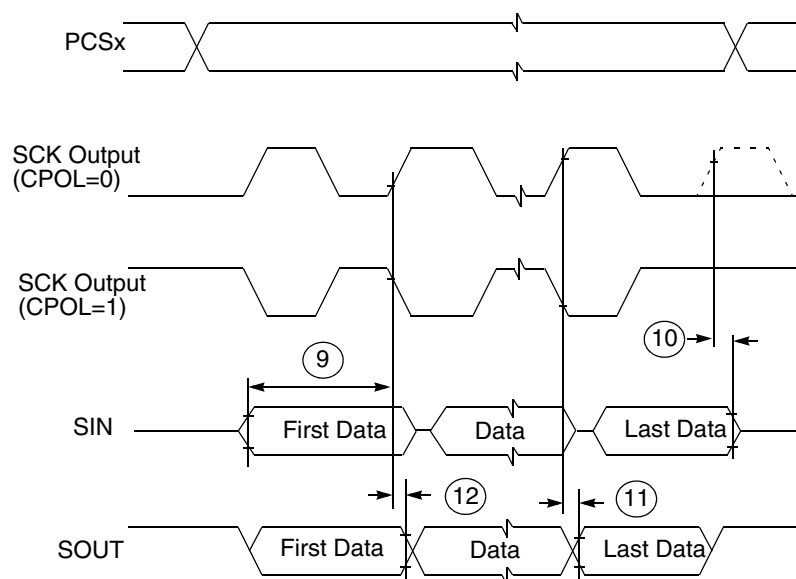 PCSx
SCK Output
(CPOL=0)
SCK Output
(CPOL=1)
10
9
SIN
First Data
Data
Last Data
12
11
SOUT
First Data
Data
Last Data